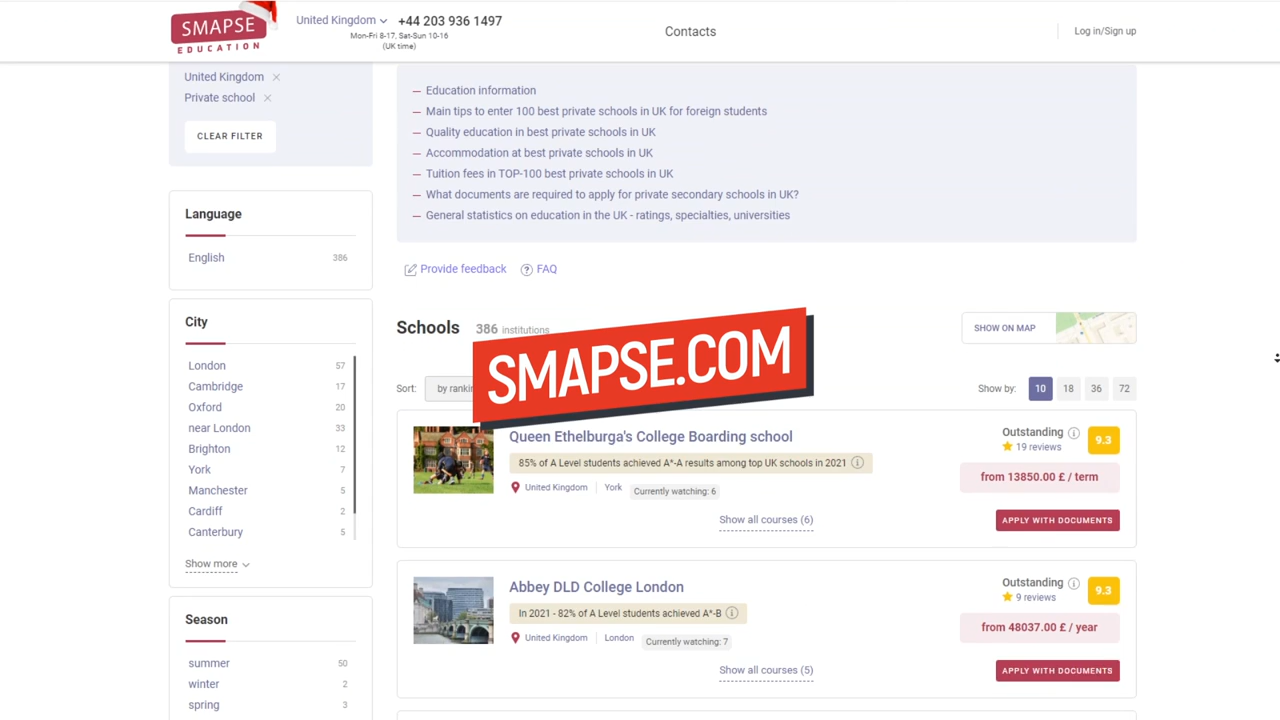 SMAPSE
EDUCATION
United Kingdom
+44 203 936 1497
Mon-Fri 8-17, Sat-Sun 10-16
(UK time)
Contacts
Log in/Sign up
United Kingdom ×
Private school ×
CLEAR FILTER
— Education information
— Main tips to enter 100 best private schools in UK for foreign students
— Quality education in best private schools in UK
— Accommodation at best private schools in UK
— Tuition fees in TOP-100 best private schools in UK
— What documents are required to apply for private secondary schools in UK?
— General statistics on education in the UK - ratings, specialties, universities
Language
English 386
Provide feedback
? FAQ
City
London 57
Cambridge 17
Oxford 20
near London 33
Brighton 12
York 7
Manchester 5
Cardiff 2
Canterbury 5
Show more
Season
summer 50
winter 2
spring 3
Schools 386 institutions
SHOW ON MAP
SMAPSE.COM
Sort: by
Show by: 10 18 36 72
Queen Ethelburga's College Boarding school
85% of A Level students achieved A*-A results among top UK schools in 2021
United Kingdom York Currently watching: 6
Show all courses (6)
Outstanding 9.3
19 reviews
from 13850.00 £ / term
APPLY WITH DOCUMENTS
Abbey DLD College London
In 2021 - 82% of A Level students achieved A*-B
United Kingdom London Currently watching: 7
Show all courses (5)
Outstanding 9.3
9 reviews
from 48037.00 £ / year
APPLY WITH DOCUMENTS